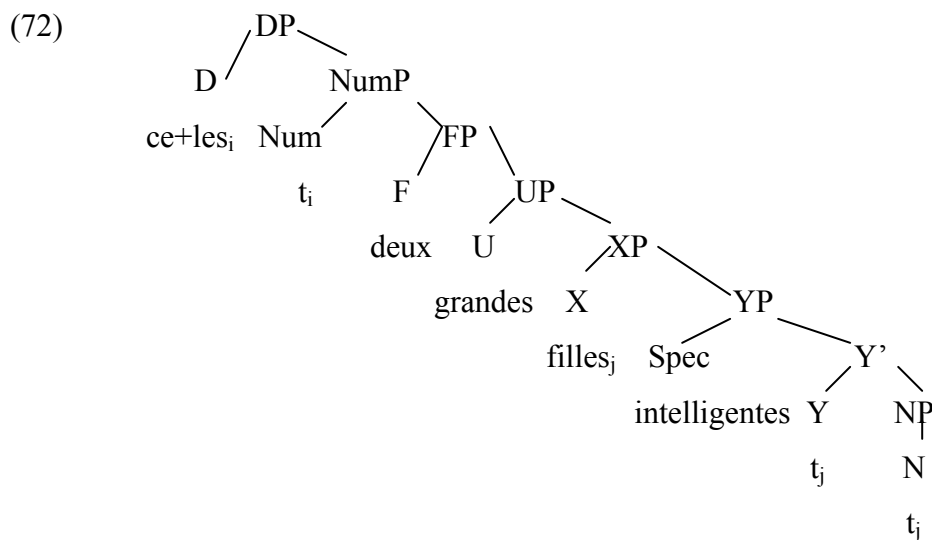 (72) DP
D NumP
ce+lesᵢ Num FP
tᵢ F UP
deux U XP
grandes X YP
fillesⱼ Spec Y’
intelligentes Y NP
tⱼ N
tⱼ